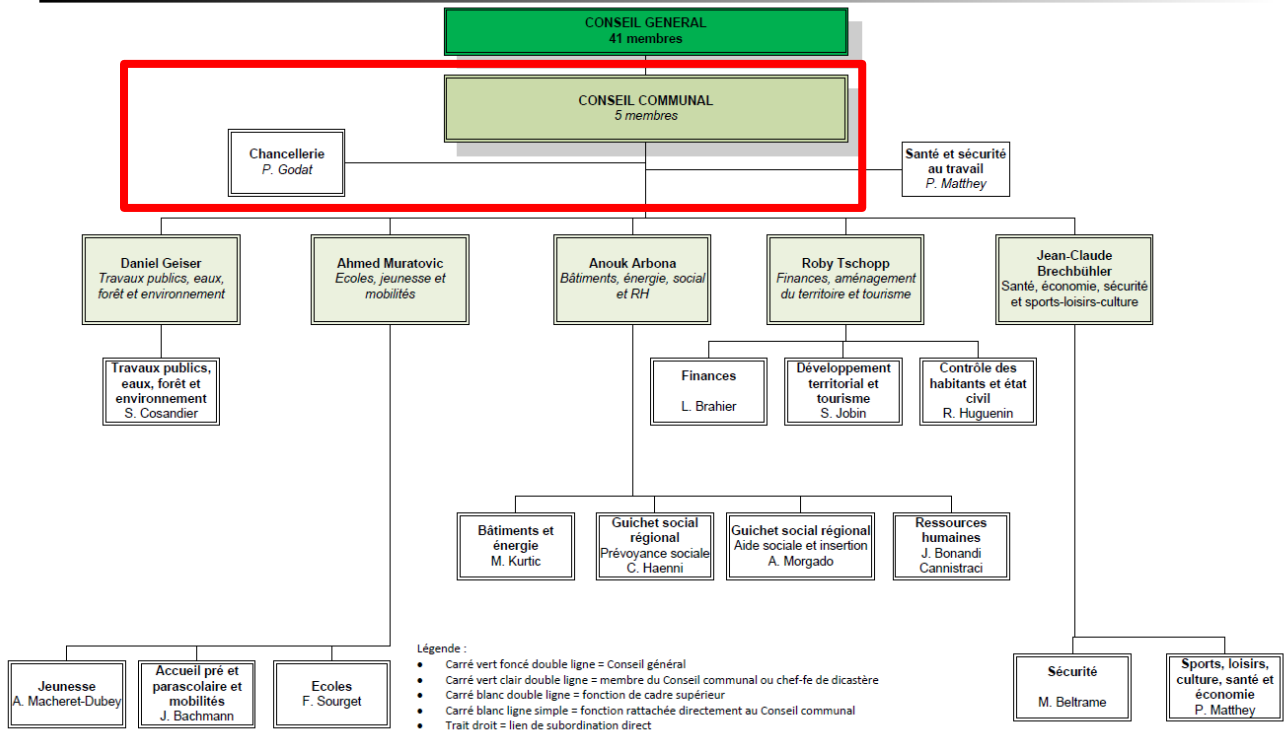 CONSEIL GENERAL
41 membres
CONSEIL COMMUNAL
5 membres
Chancellerie
P. Godat
Santé et sécurité
au travail
P. Matthey
Daniel Geiser
Travaux publics, eaux,
forêt et environnement
Ahmed Muratovic
Ecoles, jeunesse et
mobilités
Anouk Arbona
Bâtiments, énergie, social
et RH
Roby Tschopp
Finances, aménagement
du territoire et tourisme
Jean-Claude
Brechbühler
Santé, économie, sécurité
et sports-loisirs-culture
Travaux publics,
eaux, forêt et
environnement
S. Cosandier
Finances
L. Brahier
Développement
territorial et
tourisme
S. Jobin
Contrôle des
habitants et état
civil
R. Huguenin
Bâtiments et
énergie
M. Kurtic
Guichet social
régional
Prévoyance sociale
C. Haenni
Guichet social régional
Aide sociale et insertion
A. Morgado
Ressources
humaines
J. Bonandi
Cannistraci
Jeunesse
A. Macheret-Dubey
Accueil pré et
parascolaire et
mobilités
J. Bachmann
Ecoles
F. Sourget
Sécurité
M. Beltrame
Sports, loisirs,
culture, santé et
économie
P. Matthey
Légende :
• Carré vert foncé double ligne = Conseil général
• Carré vert clair double ligne = membre du Conseil communal ou chef-fe de dicastère
• Carré blanc double ligne = fonction de cadre supérieur
• Carré blanc ligne simple = fonction rattachée directement au Conseil communal
• Trait droit = lien de subordination direct